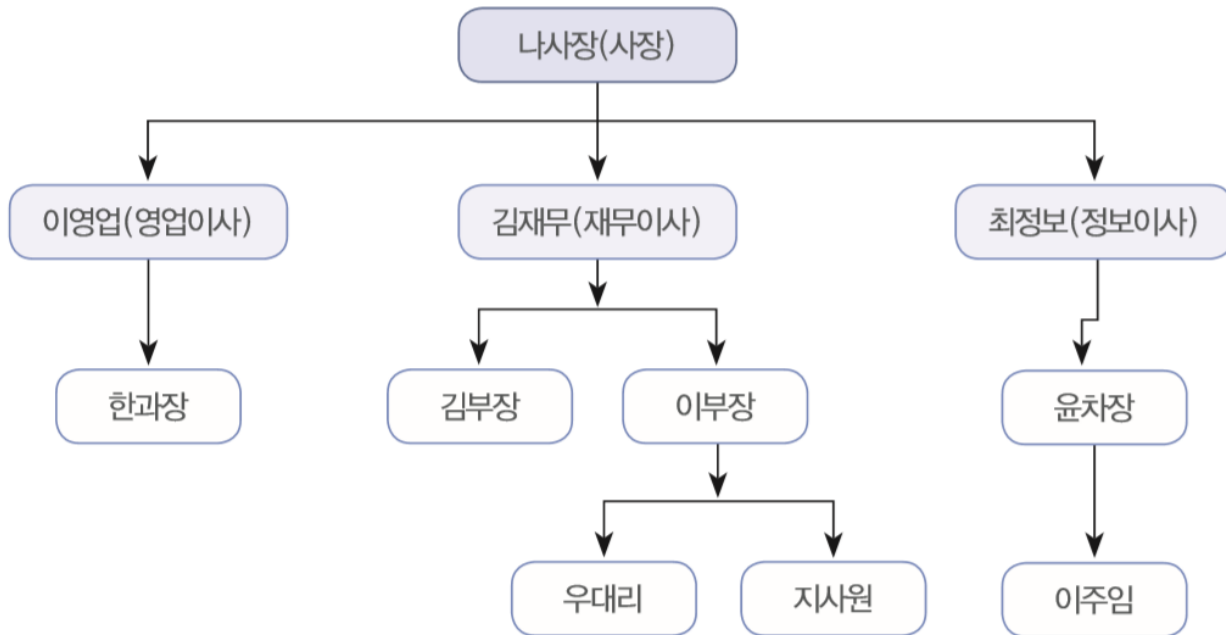 나사장(사장)
이영업(영업이사)
김재무(재무이사)
최정보(정보이사)
한과장
김부장
이부장
윤차장
우대리
지사원
이주임